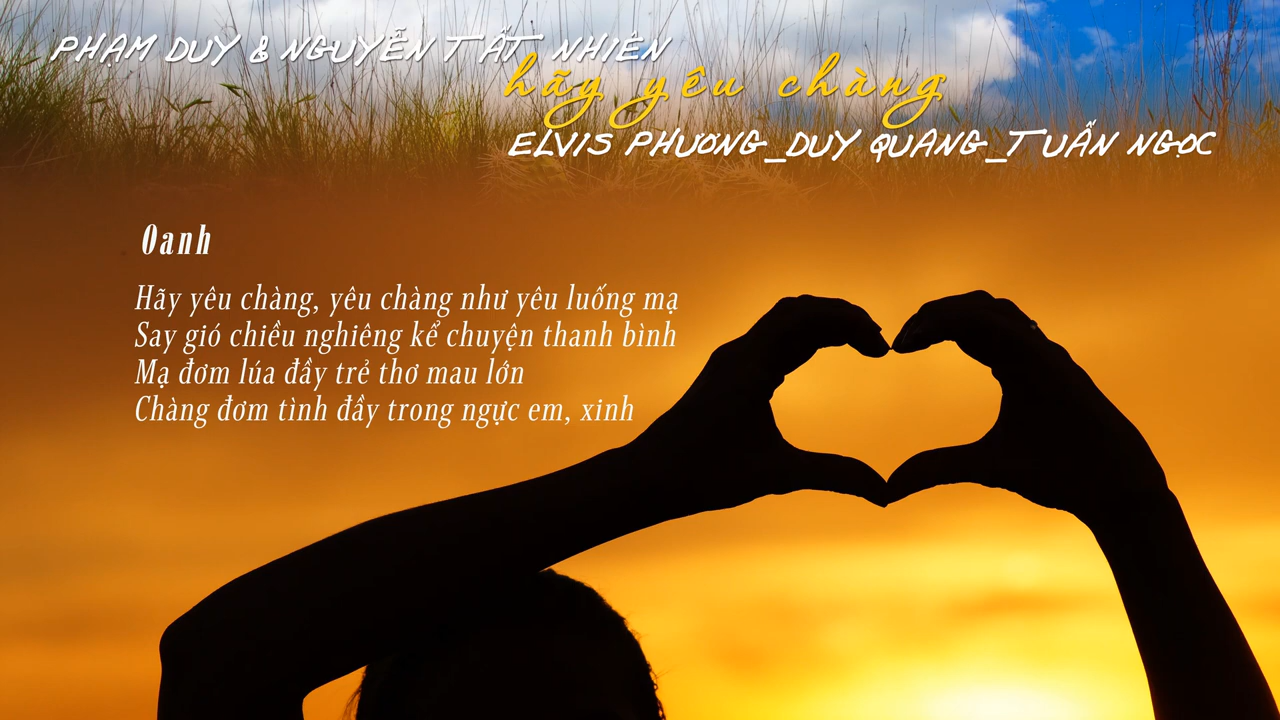 PHẠM DUY & NGUYỄN TẤT NHIÊN
hãy yêu chàng
ELVIS PHƯƠNG_DUY QUANG_TUẤN NGỌC
Oanh
Hãy yêu chàng, yêu chàng như yêu luống mạ
Say gió chiều nghiêng kể chuyện thanh bình
Mạ đơm lúa đầy trẻ thơ mau lớn
Chàng đơm tình đầy trong ngực em, xinh